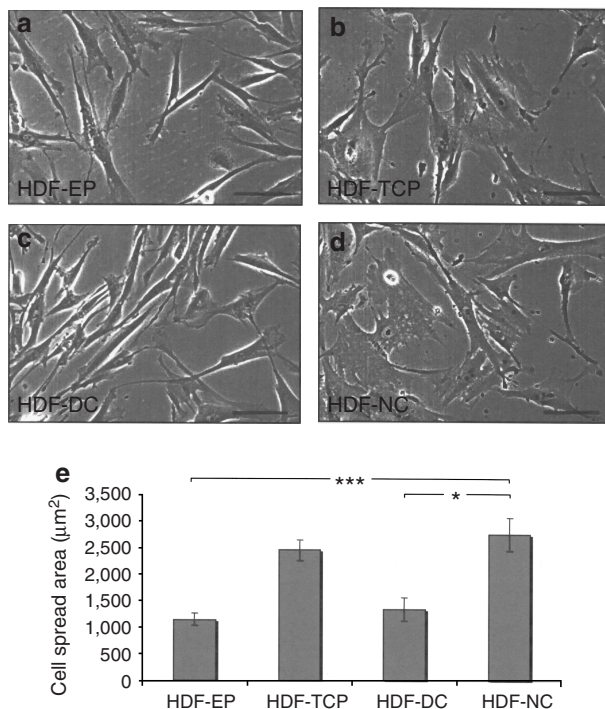 a
HDF-EP
b
HDF-TCP
c
HDF-DC
d
HDF-NC
e
***
*
Cell spread area (µm²)
3,500
3,000
2,500
2,000
1,500
1,000
500
0
HDF-EP HDF-TCP HDF-DC HDF-NC